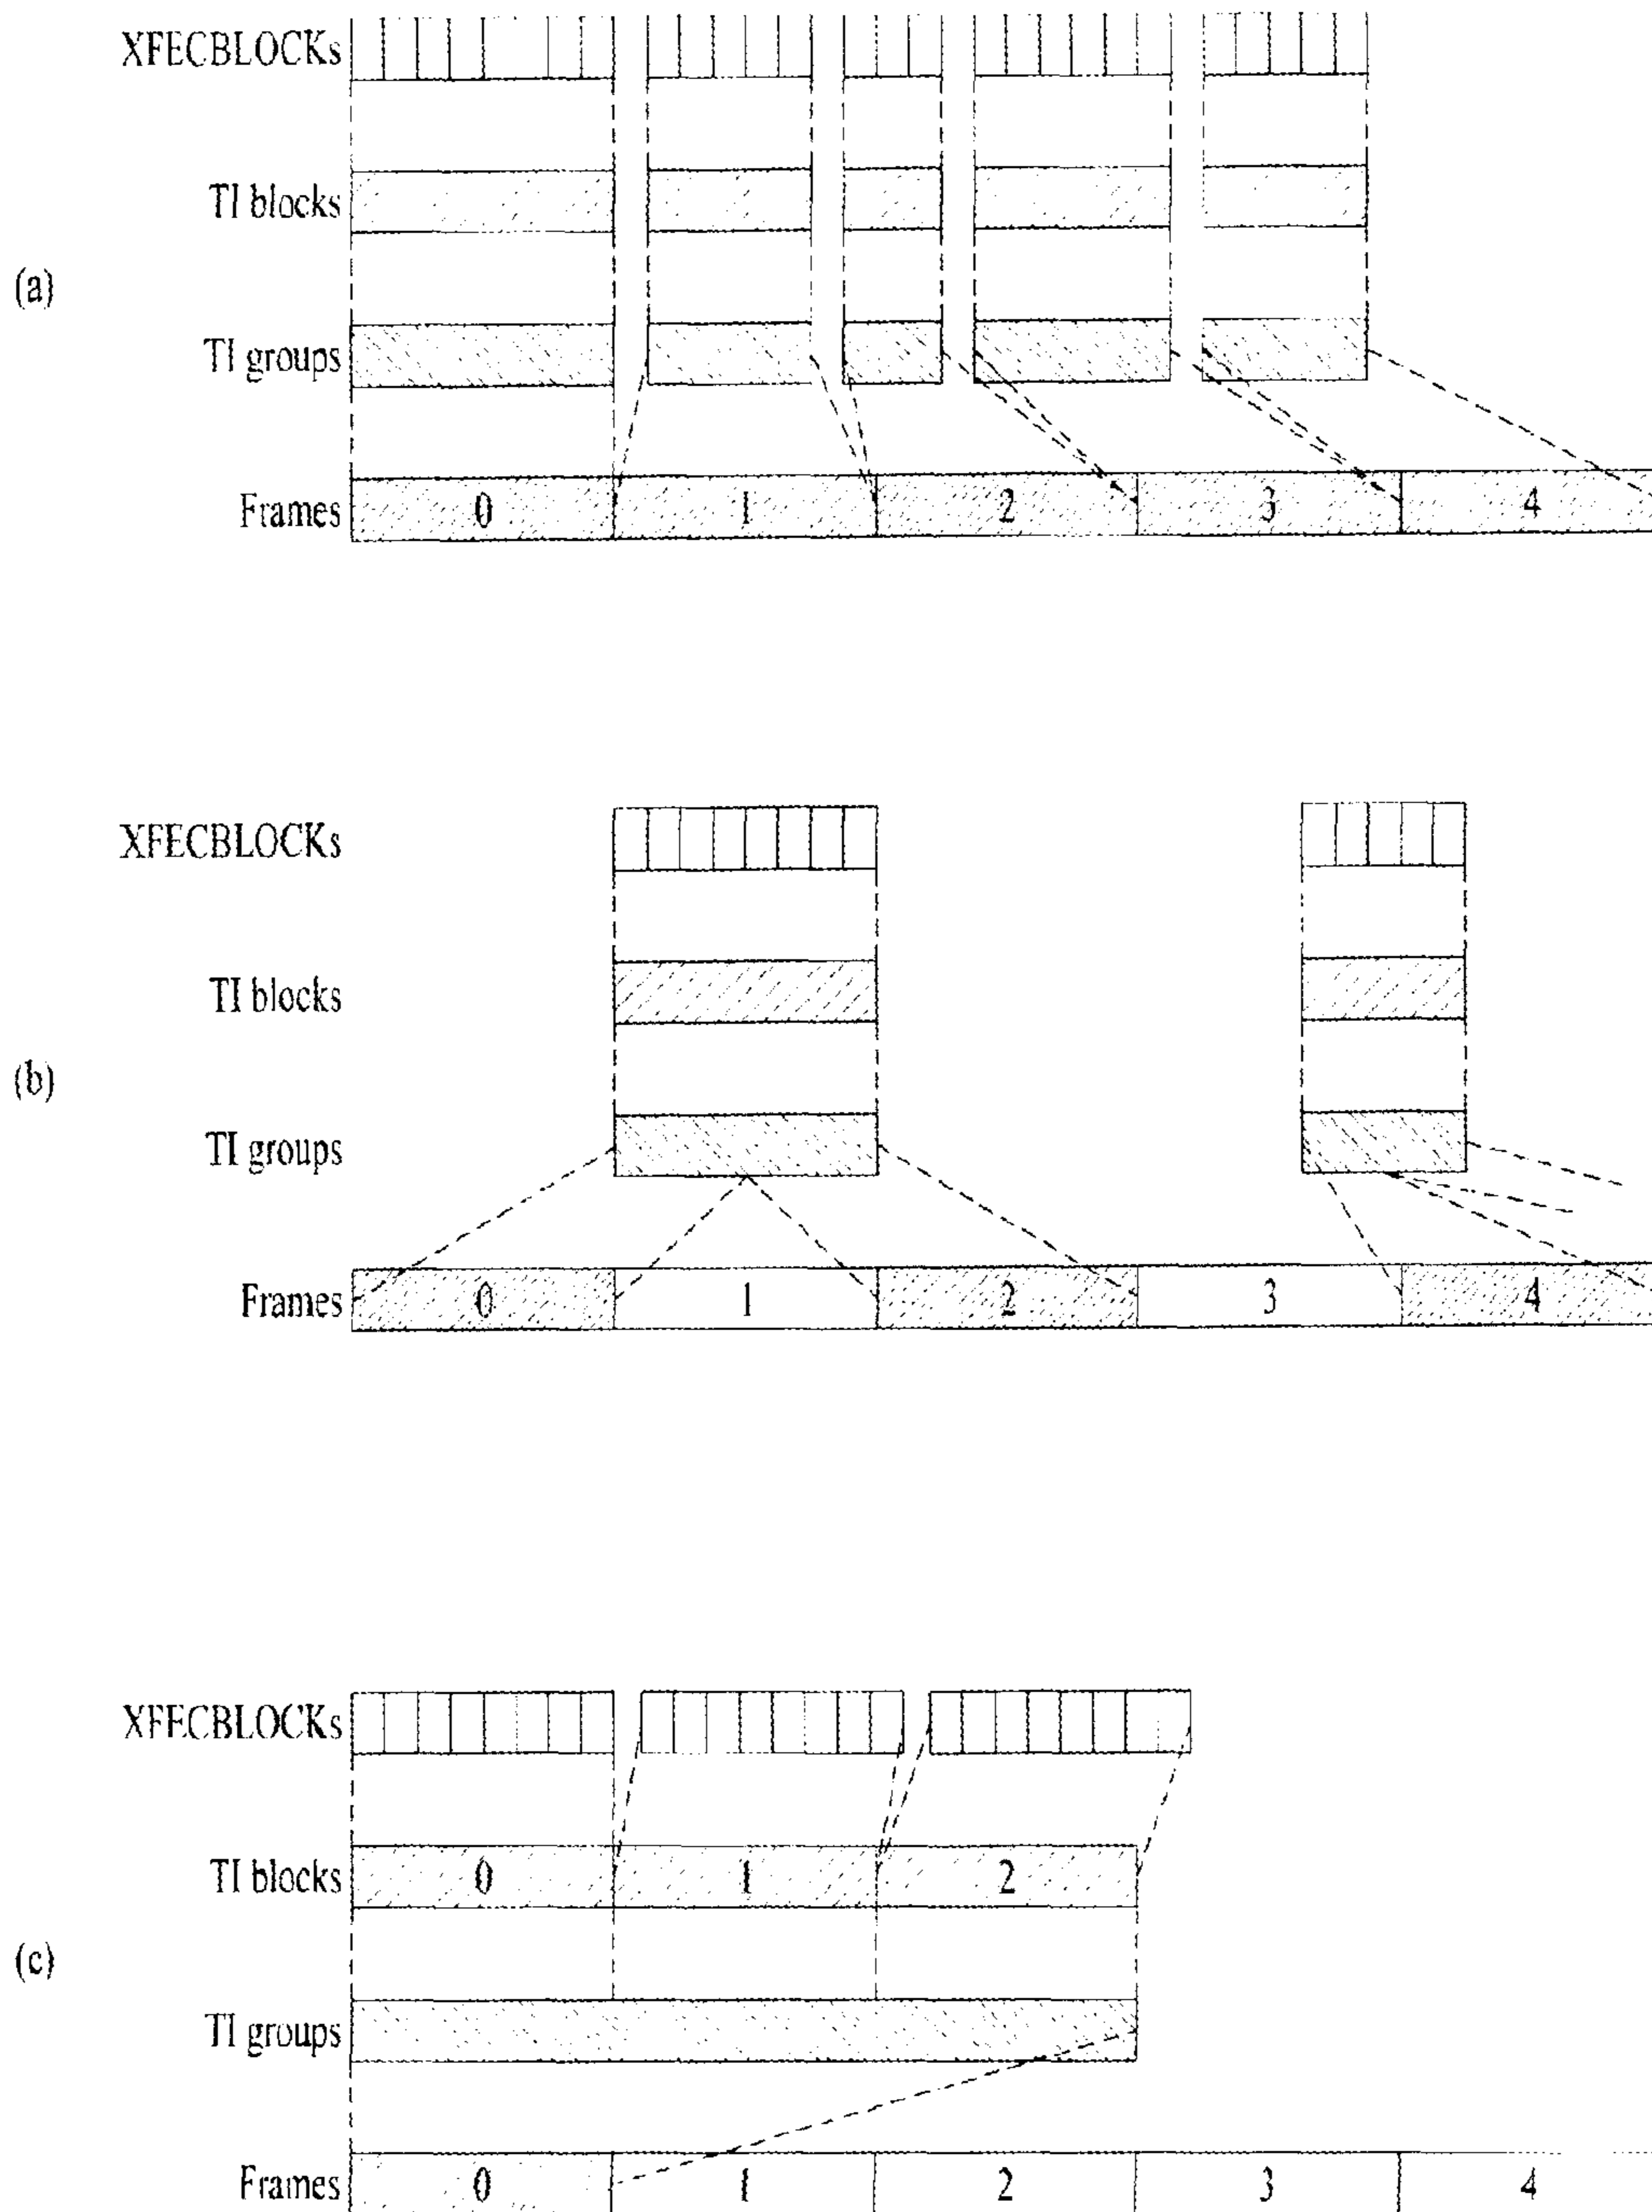 XFECBLOCKs
TI blocks
(a)
TI groups
Frames 0 1 2 3 4
XFECBLOCKs
TI blocks
(b)
TI groups
Frames 0 1 2 3 4
XFECBLOCKs
TI blocks 0 1 2
(c)
TI groups
Frames 0 1 2 3 4